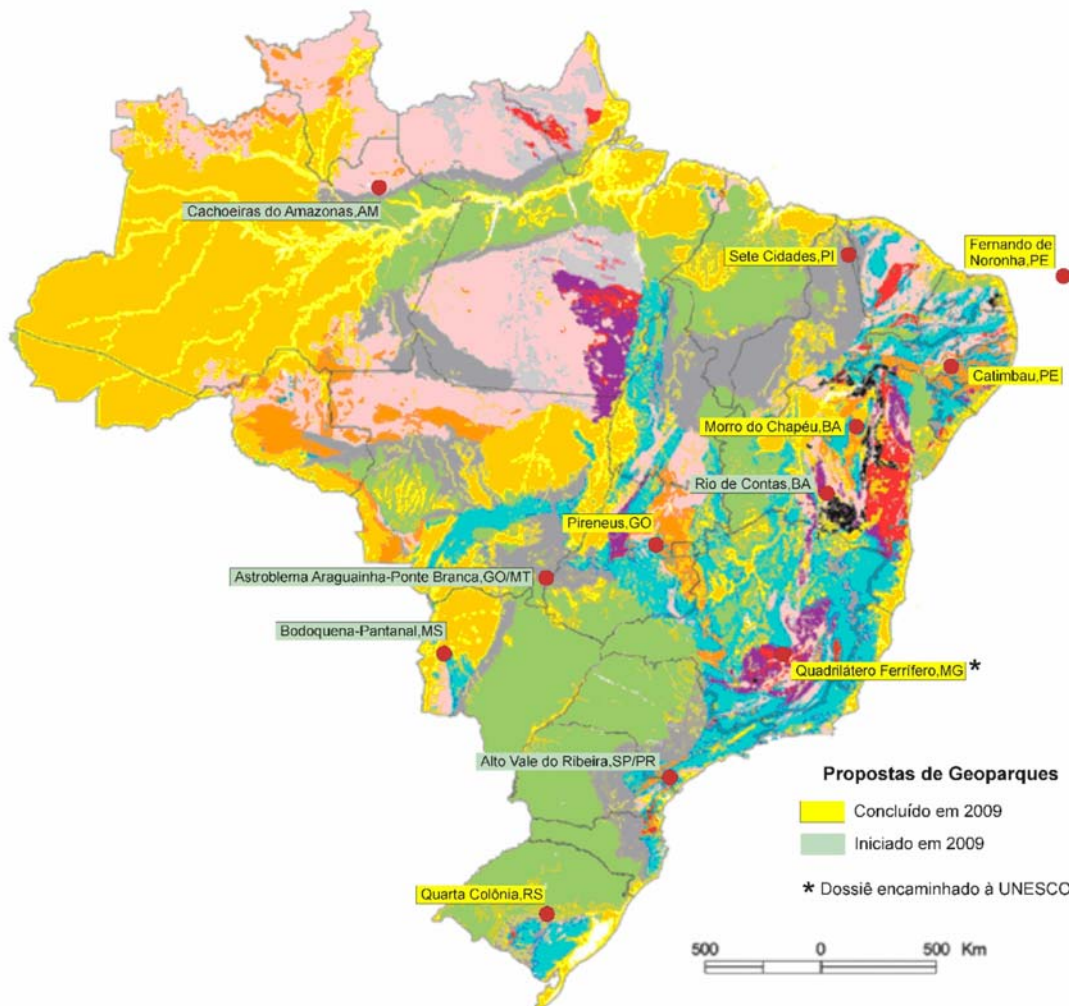 Cachoeiras do Amazonas,AM
Sete Cidades,PI
Fernando de
Noronha,PE
Catimbau,PE
Morro do Chapéu,BA
Rio de Contas,BA
Pireneus,GO
Astroblema Araguainha-Ponte Branca,GO/MT
Bodoquena-Pantanal,MS
Quadrilátero Ferrífero,MG *
Alto Vale do Ribeira,SP/PR
Quarta Colônia,RS
Propostas de Geoparques
Concluído em 2009
Iniciado em 2009
* Dossiê encaminhado à UNESCO
500 0 500 Km